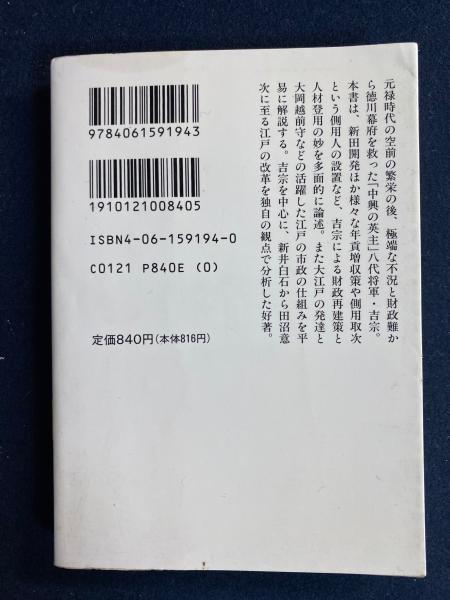 元禄時代の空前の繁栄の後、極端な不況と財政難か
ら徳川幕府を救った「中興の英主」八代将軍・吉宗。
本書は、新田開発ほか様々な年貢増収策や側用取次
という側用人の設置など、吉宗による財政再建策と
人材登用の妙を多面的に論述。また大江戸の発達と
大岡越前守などの活躍した江戸の市政の仕組みを平
易に解説する。吉宗を中心に、新井白石から田沼意
次に至る江戸の改革を独自の観点で分析した好著。
9784061591943
1910121008405
ISBN4-06-159194-0
C0121 P840E (0)
定価840円(本体816円)